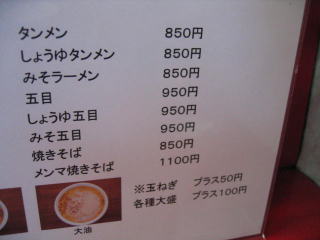 タンメン 850円
しょうゆタンメン 850円
みそラーメン 850円
五目 950円
しょうゆ五目 950円
みそ五目 950円
焼きそば 850円
メンマ焼きそば 1100円
※玉ねぎ プラス50円
各種大盛 プラス100円
大油